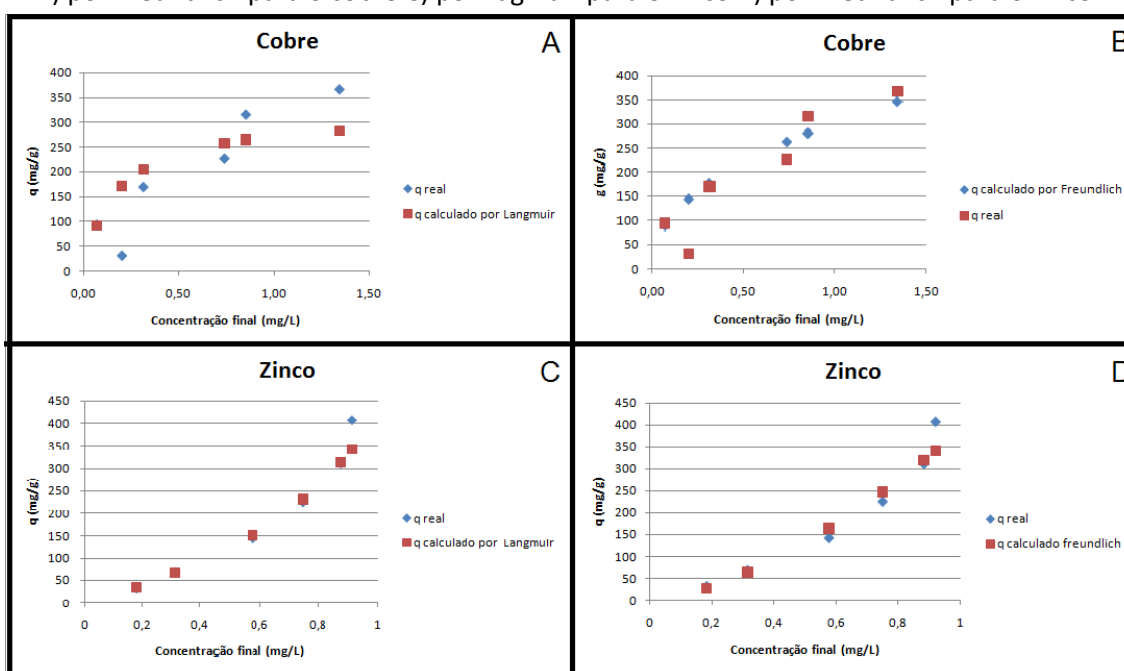 Cobre
A
400
350
300
250
200
150
100
50
0
q (mg/g)
0,00
0,50
1,00
1,50
Concentração final (mg/L)
q real
q calculado por Langmuir
Cobre
B
400
350
300
250
200
150
100
50
0
g (mg/g)
0,00
0,50
1,00
1,50
Concentração final (mg/L)
q calculado por Freundlich
q real
Zinco
C
450
400
350
300
250
200
150
100
50
0
q (mg/g)
0
0,2
0,4
0,6
0,8
1
Concentração final (mg/L)
q real
q calculado por Langmuir
Zinco
D
450
400
350
300
250
200
150
100
50
0
q (mg/g)
0
0,2
0,4
0,6
0,8
1
Concentração final (mg/L)
q real
q calculado freundlich